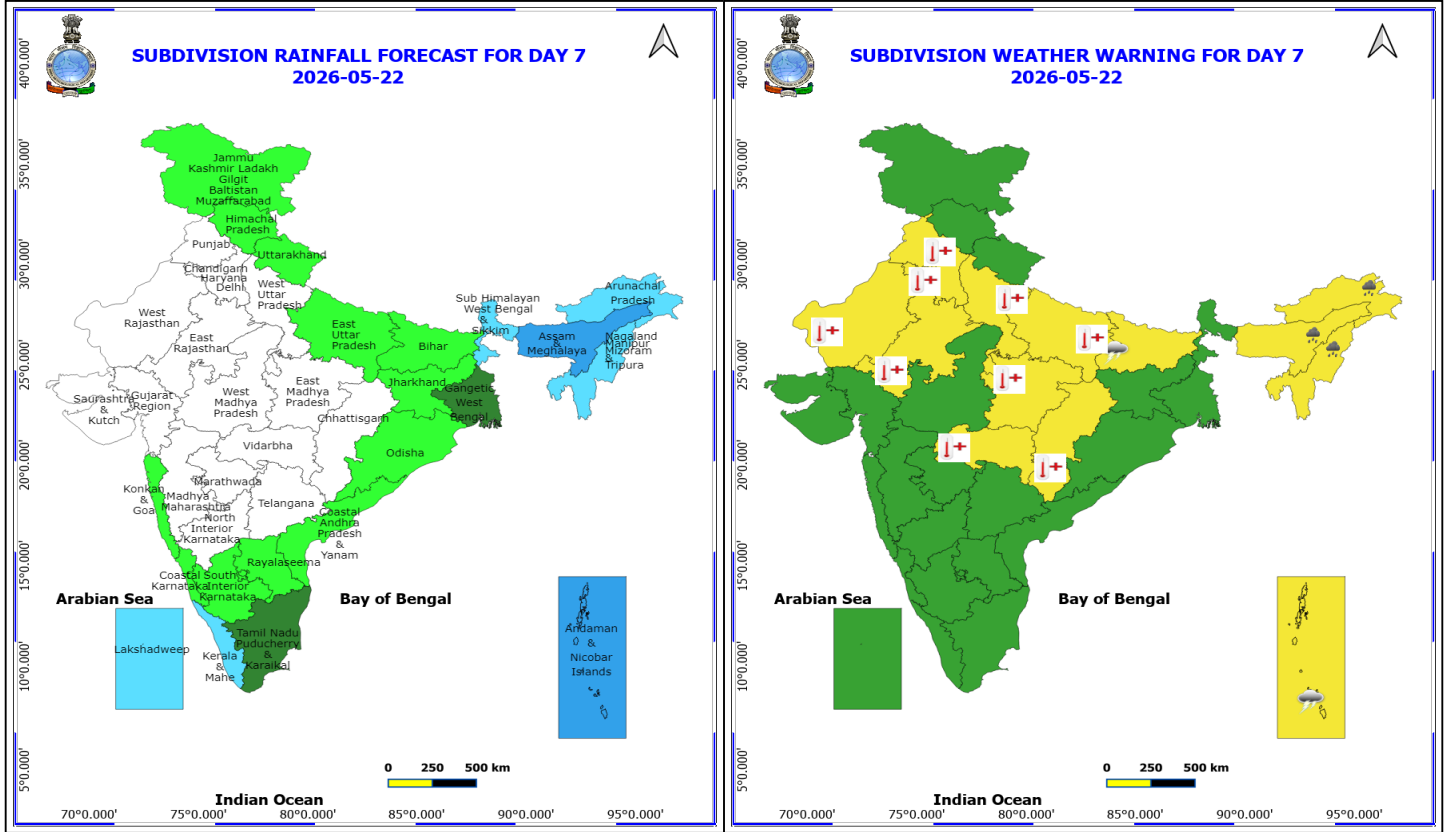 SUBDIVISION RAINFALL FORECAST FOR DAY 7
2026-05-22
40°0.000'
35°0.000'
30°0.000'
25°0.000'
20°0.000'
15°0.000'
10°0.000'
5°0.000'
Jammu
Kashmir Ladakh
Gilgit
Baltistan
Muzaffarabad
Himachal
Pradesh
Punjab
Uttarakhand
Chandigarh
Haryana
Delhi
West
Uttar
Pradesh
West
Rajasthan
East
Rajasthan
East
Uttar
Pradesh
Bihar
Sub Himalayan
West Bengal
&
Sikkim
Arunachal
Pradesh
Assam
&
Meghalaya
Nagaland
Manipur
Mizoram
&
Tripura
Saurashtra
&
Kutch
Gujarat
Region
West
Madhya
Pradesh
East
Madhya
Pradesh
Jharkhand
Gangetic
West
Bengal
Chhattisgarh
Vidarbha
Odisha
Konkan
&
Goa
Madhya
Maharashtra
Marathwada
Telangana
North
Interior
Karnataka
Coastal
Andhra
Pradesh
&
Yanam
Rayalaseema
Coastal
Karnataka
South
Interior
Karnataka
Arabian Sea
Bay of Bengal
Lakshadweep
Kerala
&
Mahe
Tamil Nadu
Puducherry
&
Karaikal
Andaman
&
Nicobar
Islands
0 250 500 km
Indian Ocean
70°0.000' 75°0.000' 80°0.000' 85°0.000' 90°0.000' 95°0.000'
SUBDIVISION WEATHER WARNING FOR DAY 7
2026-05-22
40°0.000'
35°0.000'
30°0.000'
25°0.000'
20°0.000'
15°0.000'
10°0.000'
5°0.000'
Arabian Sea
Bay of Bengal
0 250 500 km
Indian Ocean
70°0.000' 75°0.000' 80°0.000' 85°0.000' 90°0.000' 95°0.000'